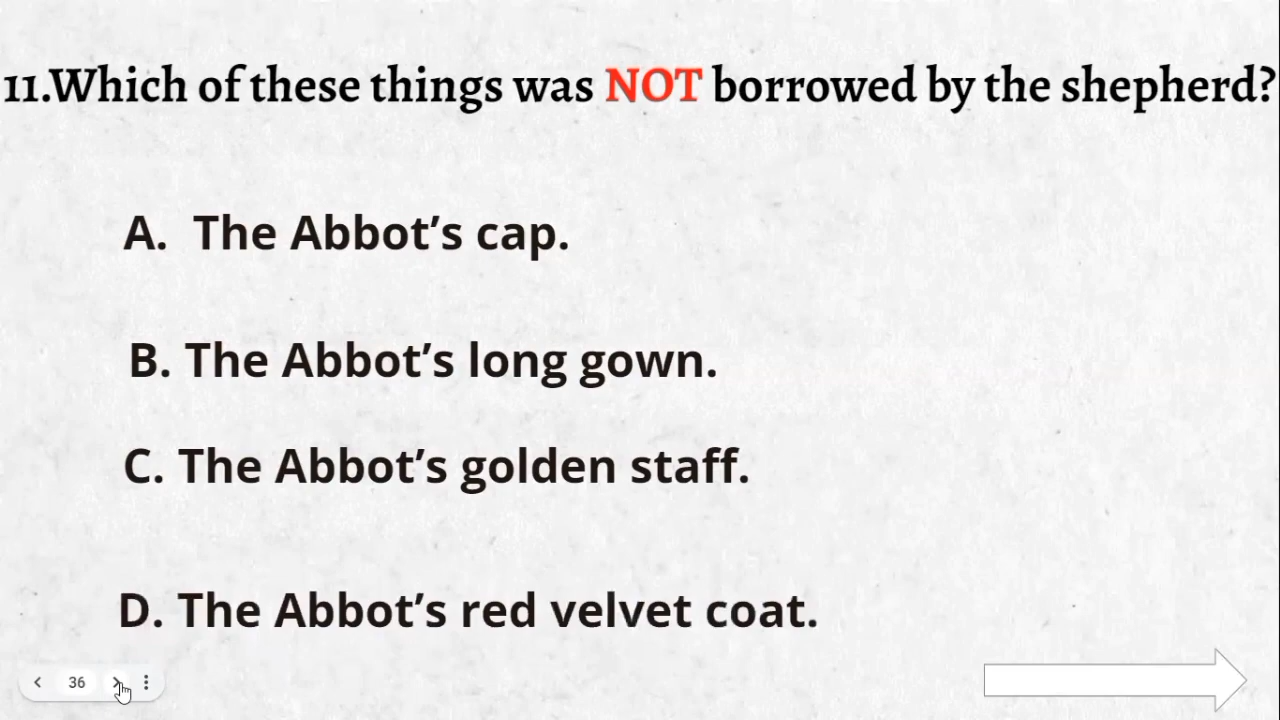 11.Which of these things was NOT borrowed by the shepherd?
A. The Abbot’s cap.
B. The Abbot’s long gown.
C. The Abbot’s golden staff.
D. The Abbot’s red velvet coat.
36